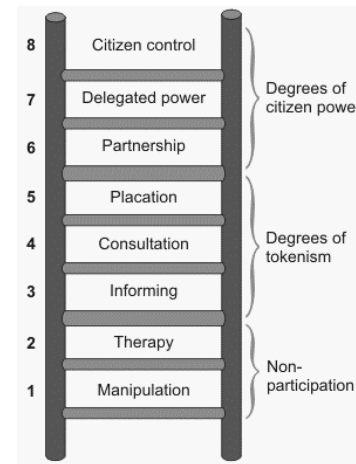 8 Citizen control
7 Delegated power
6 Partnership
Degrees of
citizen powe
5 Placation
4 Consultation
3 Informing
Degrees of
tokenism
2 Therapy
1 Manipulation
Non-
participation